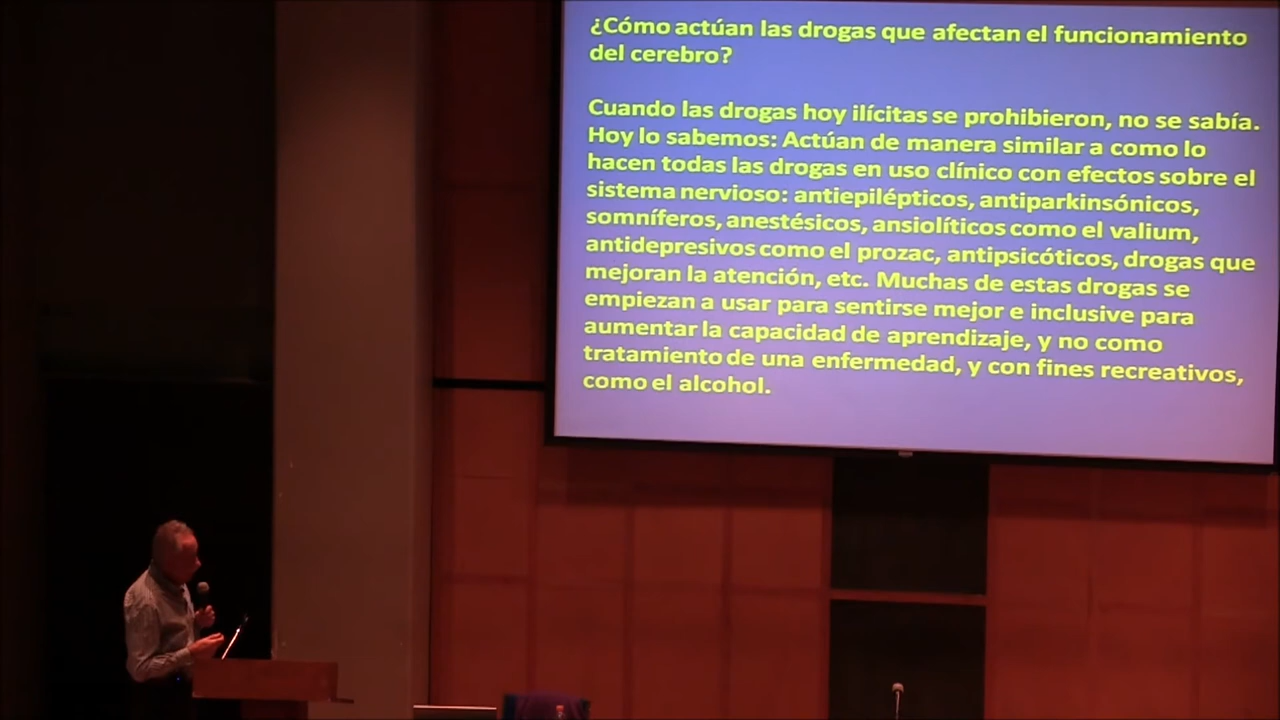 ¿Cómo actúan las drogas que afectan el funcionamiento
del cerebro?
Cuando las drogas hoy ilícitas se prohibieron, no se sabía.
Hoy lo sabemos: Actúan de manera similar a como lo
hacen todas las drogas en uso clínico con efectos sobre el
sistema nervioso: antiepilépticos, antiparkinsónicos,
somníferos, anestésicos, ansiolíticos como el valium,
antidepresivos como el prozac, antipsicóticos, drogas que
mejoran la atención, etc. Muchas de estas drogas se
empiezan a usar para sentirse mejor e inclusive para
aumentar la capacidad de aprendizaje, y no como
tratamiento de una enfermedad, y con fines recreativos,
como el alcohol.